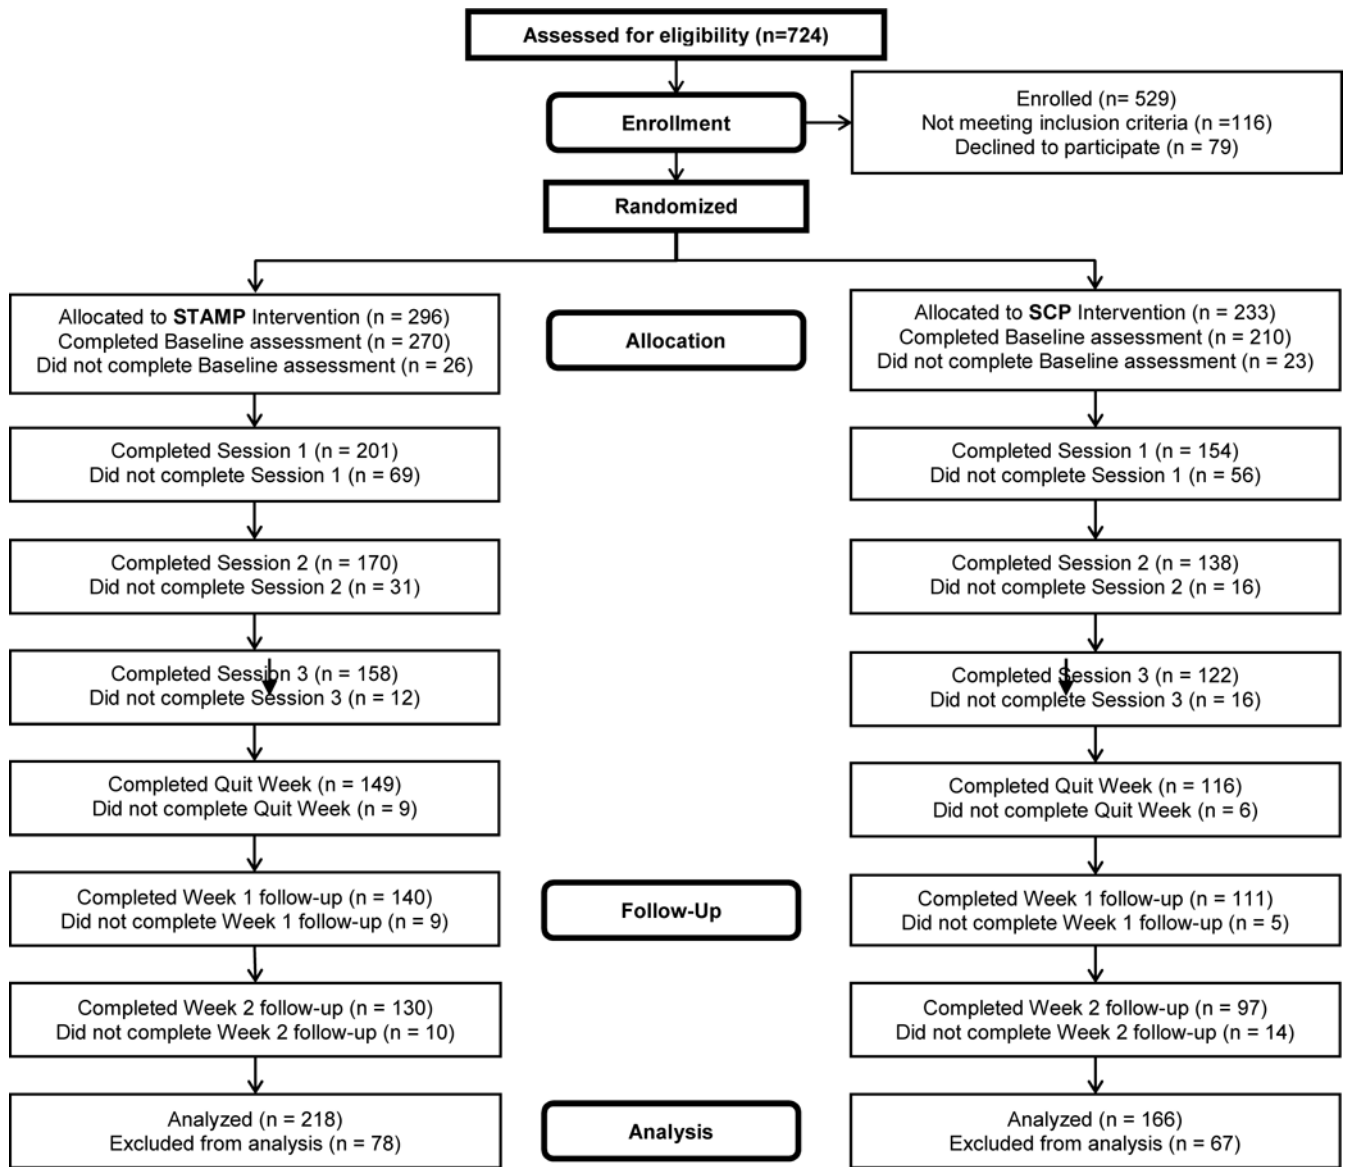 Assessed for eligibility (n=724)
Enrollment
Enrolled (n= 529)
Not meeting inclusion criteria (n =116)
Declined to participate (n = 79)
Randomized
Allocated to STAMP Intervention (n = 296)
Completed Baseline assessment (n = 270)
Did not complete Baseline assessment (n = 26)
Allocation
Allocated to SCP Intervention (n = 233)
Completed Baseline assessment (n = 210)
Did not complete Baseline assessment (n = 23)
Completed Session 1 (n = 201)
Did not complete Session 1 (n = 69)
Completed Session 1 (n = 154)
Did not complete Session 1 (n = 56)
Completed Session 2 (n = 170)
Did not complete Session 2 (n = 31)
Completed Session 2 (n = 138)
Did not complete Session 2 (n = 16)
Completed Session 3 (n = 158)
Did not complete Session 3 (n = 12)
Completed Session 3 (n = 122)
Did not complete Session 3 (n = 16)
Completed Quit Week (n = 149)
Did not complete Quit Week (n = 9)
Completed Quit Week (n = 116)
Did not complete Quit Week (n = 6)
Completed Week 1 follow-up (n = 140)
Did not complete Week 1 follow-up (n = 9)
Follow-Up
Completed Week 1 follow-up (n = 111)
Did not complete Week 1 follow-up (n = 5)
Completed Week 2 follow-up (n = 130)
Did not complete Week 2 follow-up (n = 10)
Completed Week 2 follow-up (n = 97)
Did not complete Week 2 follow-up (n = 14)
Analyzed (n = 218)
Excluded from analysis (n = 78)
Analysis
Analyzed (n = 166)
Excluded from analysis (n = 67)